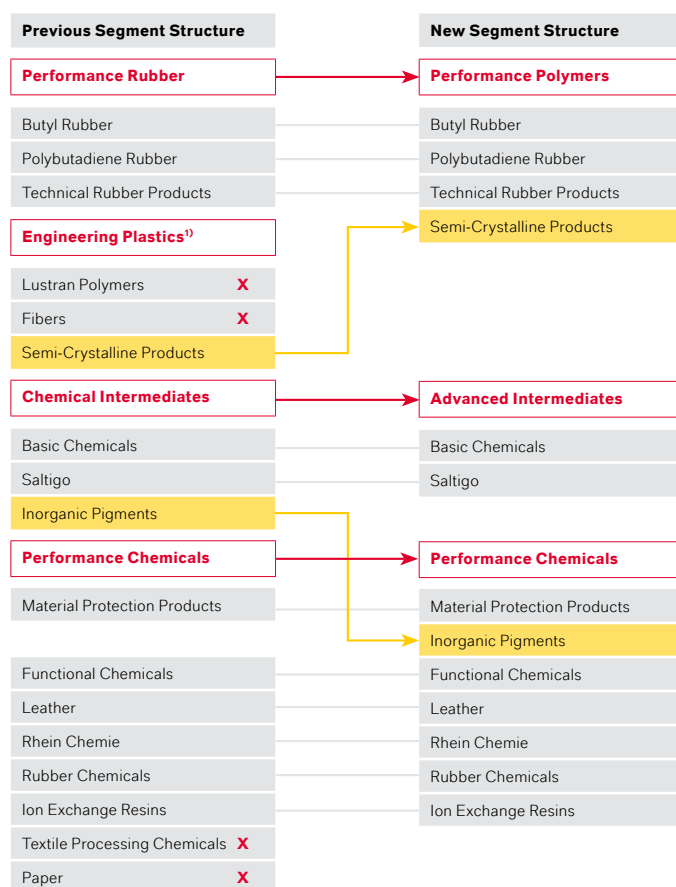 Previous Segment Structure
New Segment Structure
Performance Rubber
Performance Polymers
Butyl Rubber
Butyl Rubber
Polybutadiene Rubber
Polybutadiene Rubber
Technical Rubber Products
Technical Rubber Products
Engineering Plastics¹⁾
Semi-Crystalline Products
Lustran Polymers X
Fibers X
Semi-Crystalline Products
Chemical Intermediates
Advanced Intermediates
Basic Chemicals
Basic Chemicals
Saltigo
Saltigo
Inorganic Pigments
Performance Chemicals
Performance Chemicals
Material Protection Products
Material Protection Products
Inorganic Pigments
Functional Chemicals
Functional Chemicals
Leather
Leather
Rhein Chemie
Rhein Chemie
Rubber Chemicals
Rubber Chemicals
Ion Exchange Resins
Ion Exchange Resins
Textile Processing Chemicals X
Paper X